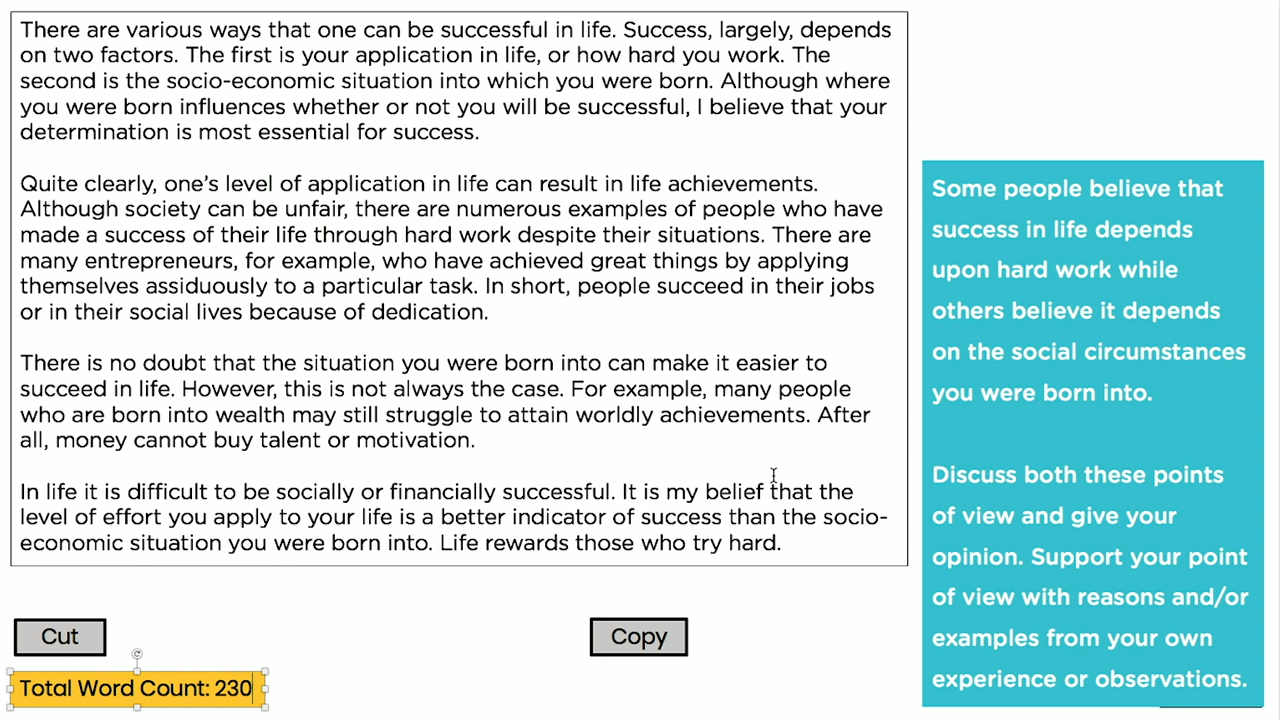 There are various ways that one can be successful in life. Success, largely, depends
on two factors. The first is your application in life, or how hard you work. The
second is the socio-economic situation into which you were born. Although where
you were born influences whether or not you will be successful, I believe that your
determination is most essential for success.
Quite clearly, one's level of application in life can result in life achievements.
Although society can be unfair, there are numerous examples of people who have
made a success of their life through hard work despite their situations. There are
many entrepreneurs, for example, who have achieved great things by applying
themselves assiduously to a particular task. In short, people succeed in their jobs
or in their social lives because of dedication.
There is no doubt that the situation you were born into can make it easier to
succeed in life. However, this is not always the case. For example, many people
who are born into wealth may still struggle to attain worldly achievements. After
all, money cannot buy talent or motivation.
In life it is difficult to be socially or financially successful. It is my belief that the
level of effort you apply to your life is a better indicator of success than the socio-
economic situation you were born into. Life rewards those who try hard.
Cut
Copy
Total Word Count: 230
Some people believe that
success in life depends
upon hard work while
others believe it depends
on the social circumstances
you were born into.
Discuss both these points
of view and give your
opinion. Support your point
of view with reasons and/or
examples from your own
experience or observations.